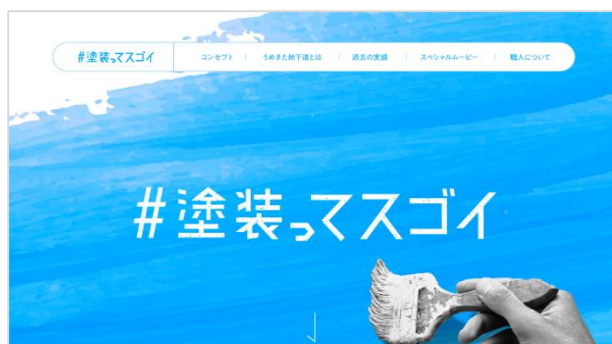 #塗装ってスゴイ
コンセプト
うめきた地下道とは
過去の実績
スペシャルムービー
職人について
#塗装ってスゴイ